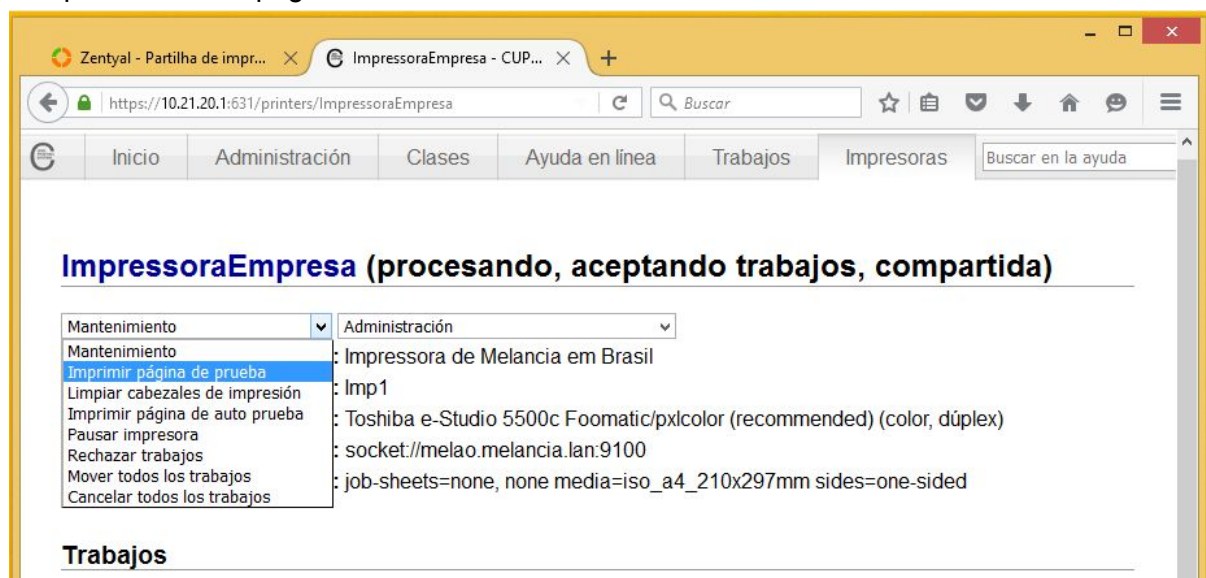 Zentyal - Partilha de impr...
ImpressoraEmpresa - CUP...
https://10.21.20.1:631/printers/ImpressoraEmpresa
Buscar
Inicio Administración Clases Ayuda en línea Trabajos Impresoras Buscar en la ayuda
ImpressoraEmpresa (procesando, aceptando trabajos, compartida)
Mantenimiento Administración
Mantenimiento
Imprimir página de prueba
Limpiar cabezales de impresión
Imprimir página de auto prueba
Pausar impresora
Rechazar trabajos
Mover todos los trabajos
Cancelar todos los trabajos
: Impressora de Melancia em Brasil
: Imp1
: Toshiba e-Studio 5500c Foomatic/pxlcolor (recommended) (color, dúplex)
: socket://melao.melancia.lan:9100
: job-sheets=none, none media=iso_a4_210x297mm sides=one-sided
Trabajos